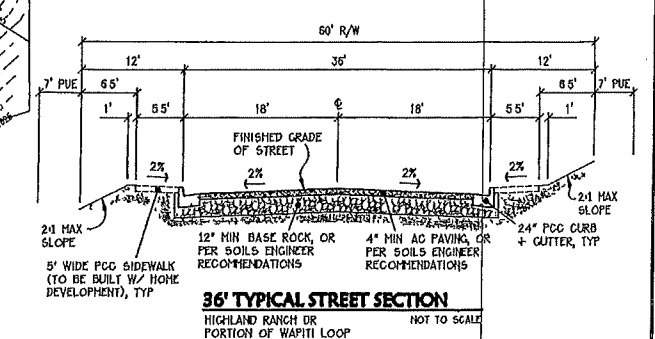 60' R/W
12' 36' 12'
7' PUE 6.5' 6.5' 7' PUE
1' 5.5' 18' ℄ 18' 5.5' 1'
FINISHED GRADE
OF STREET
2% 2% 2% 2%
2:1 MAX
SLOPE
5' WIDE PCC SIDEWALK
(TO BE BUILT W/ HOME
DEVELOPMENT), TYP
12" MIN BASE ROCK, OR
PER SOILS ENGINEER
RECOMMENDATIONS
4" MIN AC PAVING, OR
PER SOILS ENGINEER
RECOMMENDATIONS
2:1 MAX
SLOPE
24" PCC CURB
+ GUTTER, TYP
36' TYPICAL STREET SECTION
HIGHLAND RANCH DR NOT TO SCALE
PORTION OF WAPITI LOOP